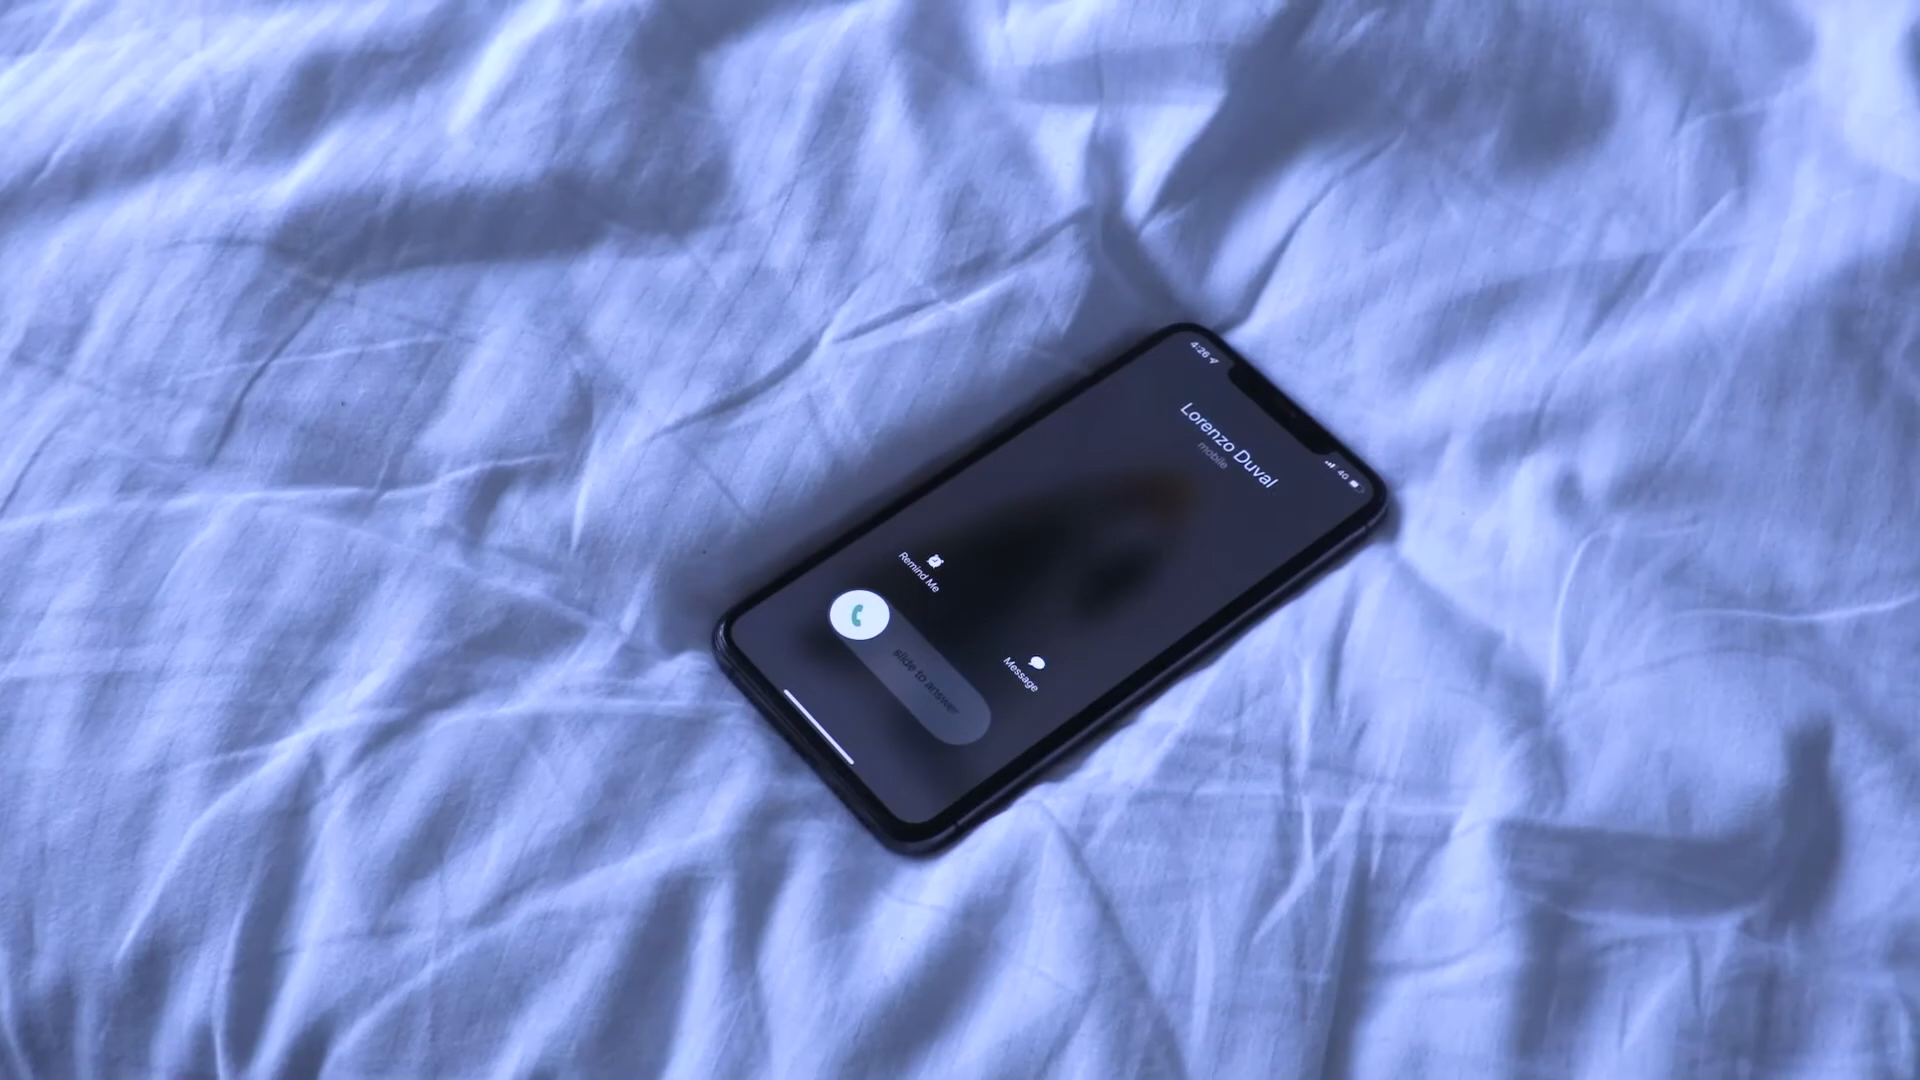 4:26
4G
Lorenzo Duval
mobile
Remind Me
Message
slide to answer